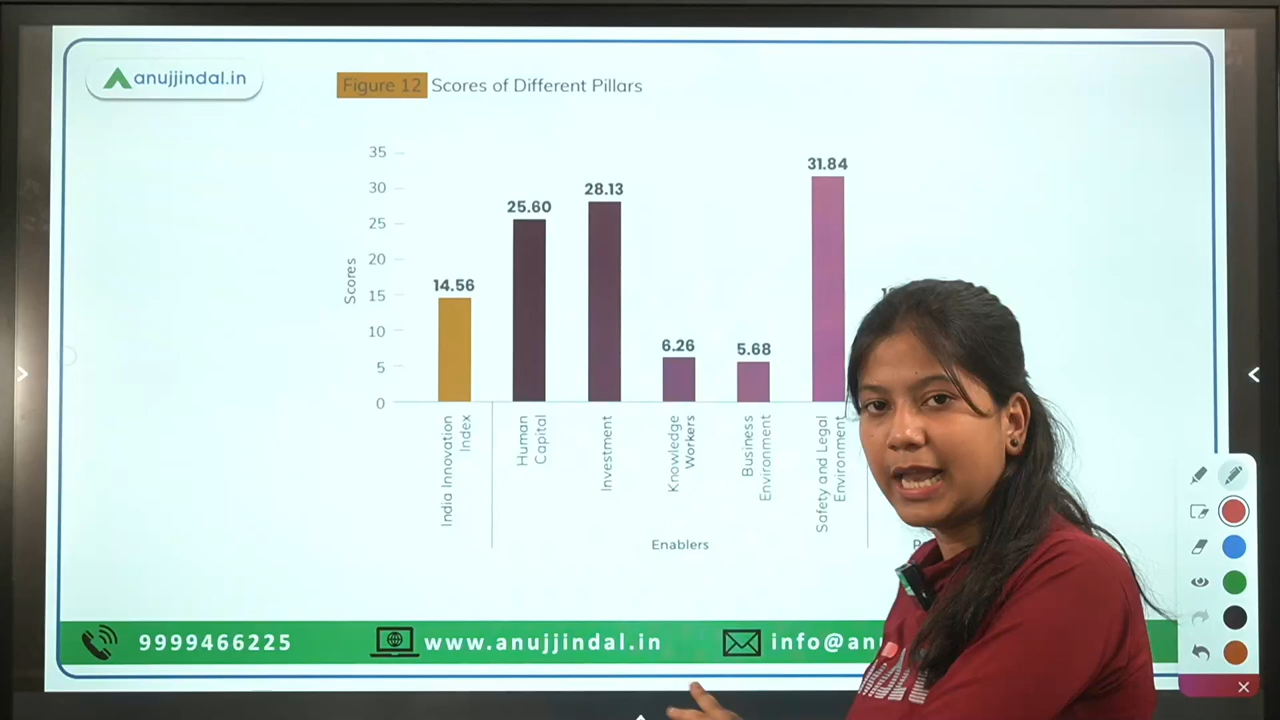 anujjindal.in
Figure 12 Scores of Different Pillars
35
30
25
20
15
10
5
0
Scores
14.56
25.60
28.13
6.26
5.68
31.84
India Innovation
Index
Human
Capital
Investment
Knowledge
Workers
Business
Environment
Safety and Legal
Environment
Enablers
9999466225
www.anujjindal.in